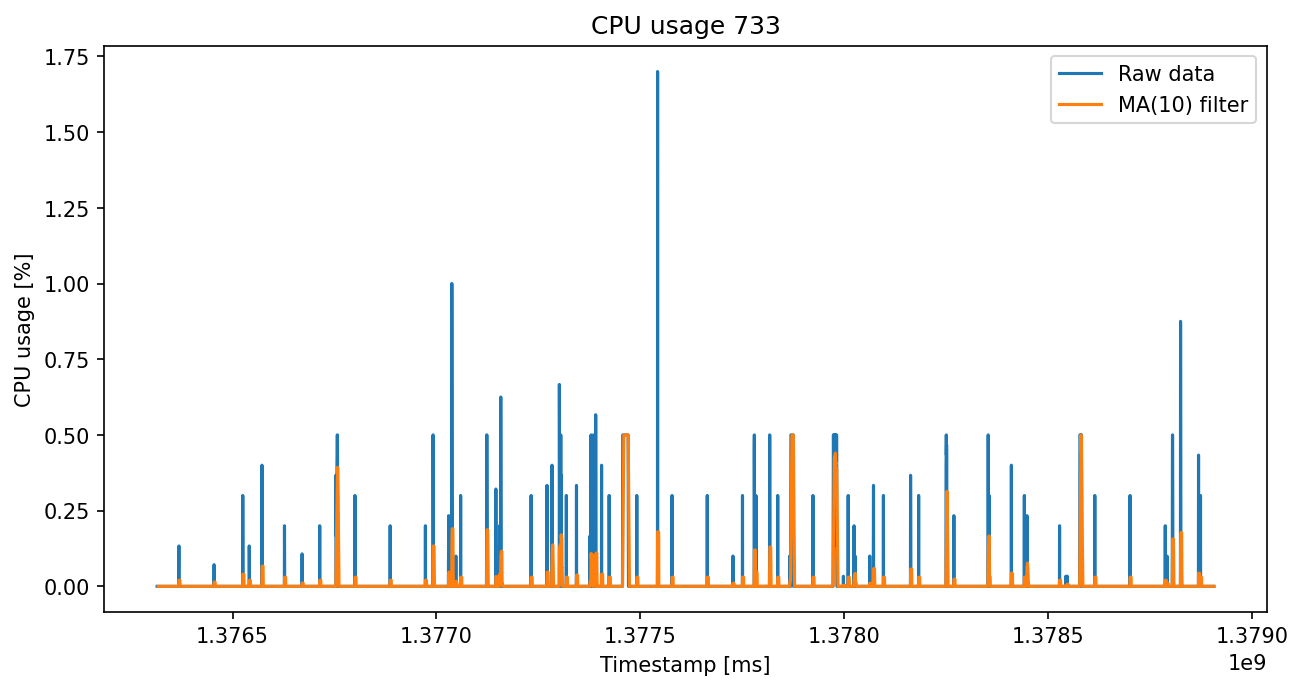 CPU usage 733
Raw data
MA(10) filter
CPU usage [%]
1.75
1.50
1.25
1.00
0.75
0.50
0.25
0.00
1.3765 1.3770 1.3775 1.3780 1.3785 1.3790
1e9
Timestamp [ms]